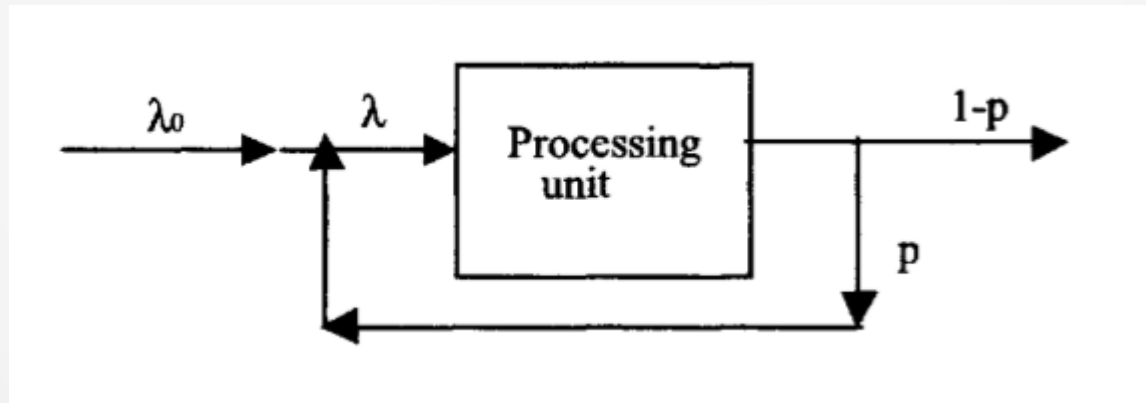 λ₀
λ
Processing
unit
1-p
p